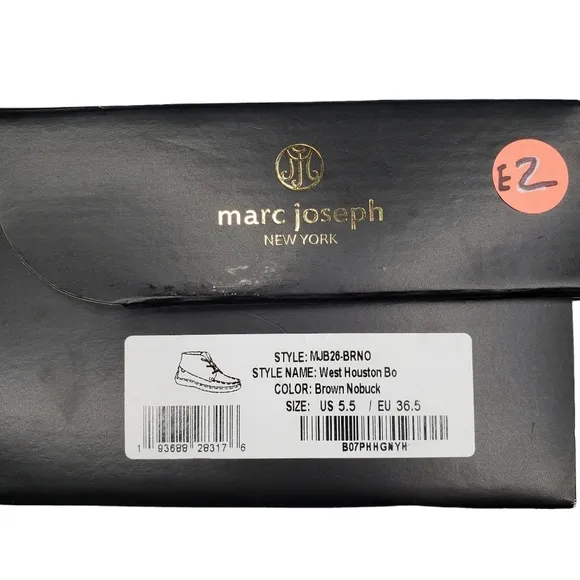 marc joseph
NEW YORK
E2
STYLE: MJB26-BRNO
STYLE NAME: West Houston Bo
COLOR: Brown Nobuck
SIZE: US 5.5 / EU 36.5
1 93688 28317 6
B07PHHGNYH